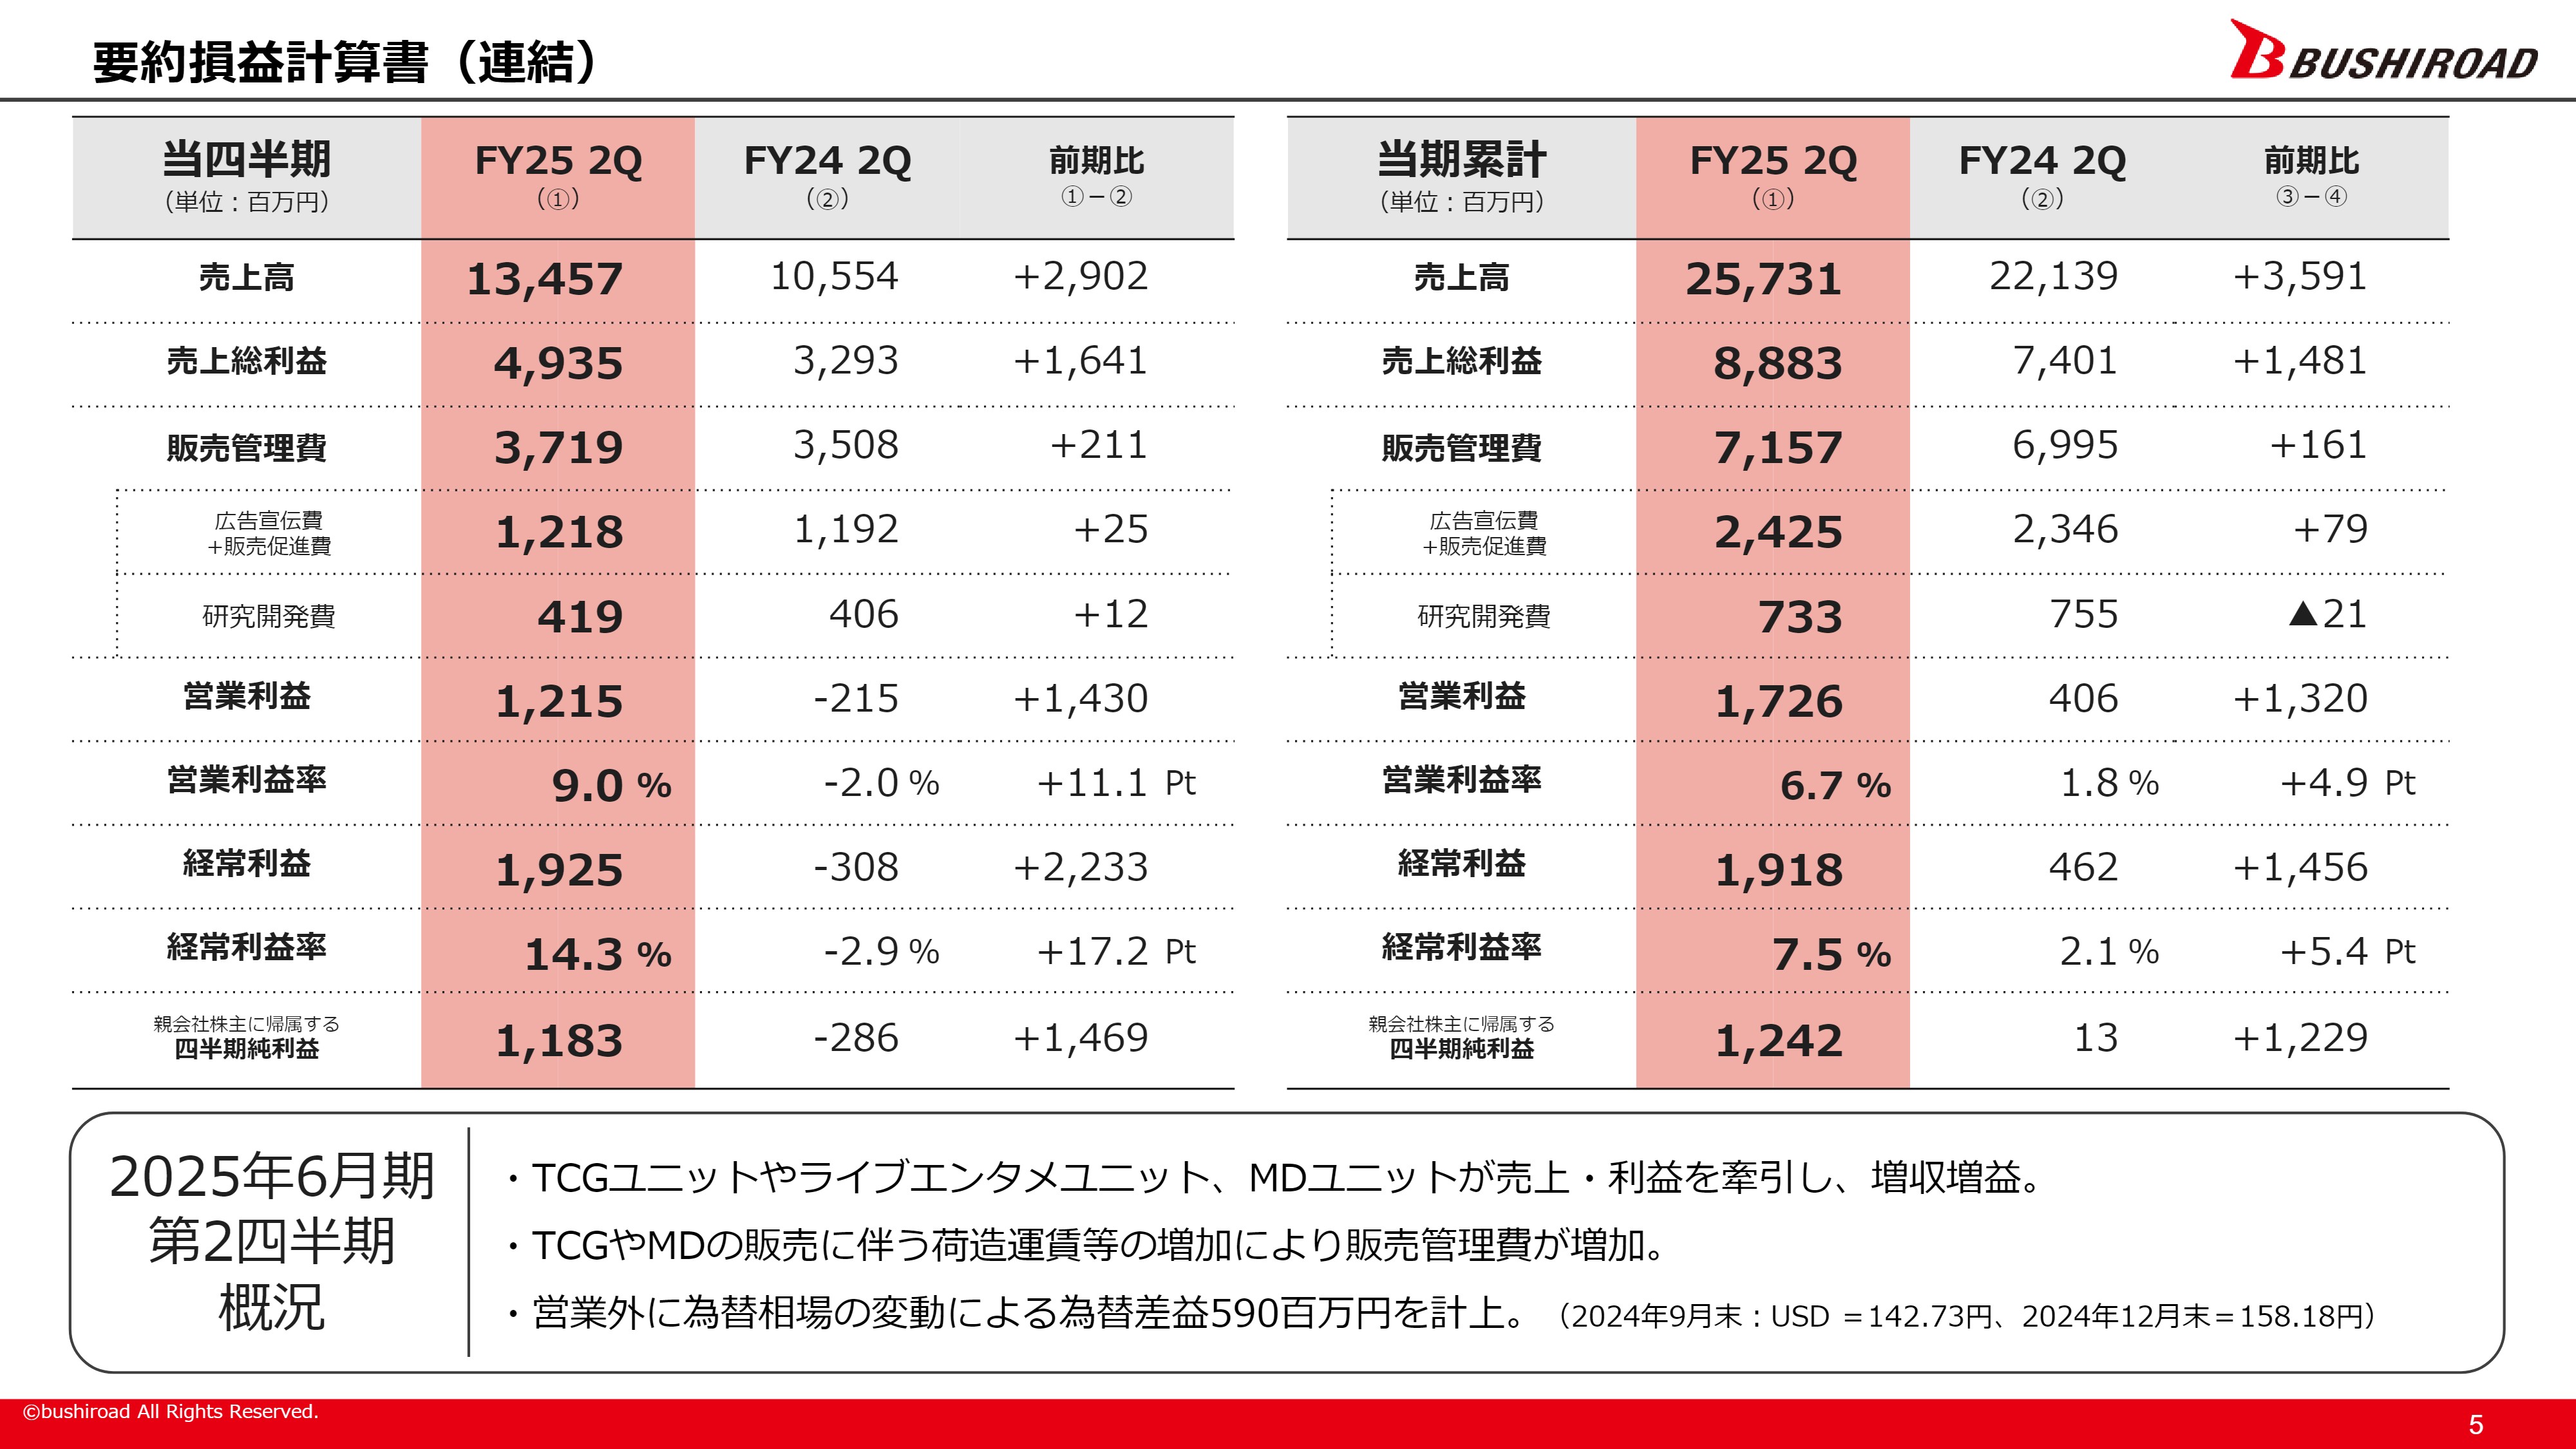 要約損益計算書（連結）
BUSHIROAD
当四半期 FY25 2Q FY24 2Q 前期比
（単位：百万円） （①） （②） ①－②
売上高 13,457 10,554 +2,902
売上総利益 4,935 3,293 +1,641
販売管理費 3,719 3,508 +211
広告宣伝費
+販売促進費 1,218 1,192 +25
研究開発費 419 406 +12
営業利益 1,215 -215 +1,430
営業利益率 9.0 % -2.0 % +11.1 Pt
経常利益 1,925 -308 +2,233
経常利益率 14.3 % -2.9 % +17.2 Pt
親会社株主に帰属する
四半期純利益 1,183 -286 +1,469
当期累計 FY25 2Q FY24 2Q 前期比
（単位：百万円） （①） （②） ③－④
売上高 25,731 22,139 +3,591
売上総利益 8,883 7,401 +1,481
販売管理費 7,157 6,995 +161
広告宣伝費
+販売促進費 2,425 2,346 +79
研究開発費 733 755 ▲21
営業利益 1,726 406 +1,320
営業利益率 6.7 % 1.8 % +4.9 Pt
経常利益 1,918 462 +1,456
経常利益率 7.5 % 2.1 % +5.4 Pt
親会社株主に帰属する
四半期純利益 1,242 13 +1,229
2025年6月期
第2四半期
概況
・TCGユニットやライブエンタメユニット、MDユニットが売上・利益を牽引し、増収増益。
・TCGやMDの販売に伴う荷造運賃等の増加により販売管理費が増加。
・営業外に為替相場の変動による為替差益590百万円を計上。（2024年9月末：USD ＝142.73円、2024年12月末＝158.18円）
©bushiroad All Rights Reserved.
5